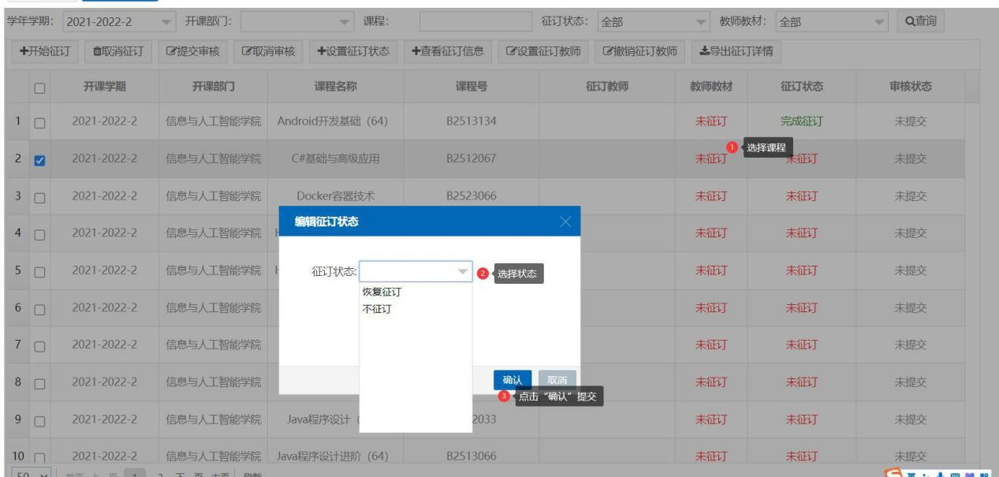 学年学期: 2021-2022-2 开课部门: 课程: 征订状态: 全部 教师教材: 全部 查询
开始征订 取消征订 提交审核 取消审核 设置征订状态 查看征订信息 设置征订教师 撤销征订教师 导出征订详情
开课学期 开课部门 课程名称 课程号 征订教师 教师教材 征订状态 审核状态
1 2021-2022-2 信息与人工智能学院 Android开发基础（64） B2513134 未征订 完成征订 未提交
1 选择课程
2 2021-2022-2 信息与人工智能学院 C#基础与高级应用 B2512067 未征订 未征订 未提交
3 2021-2022-2 信息与人工智能学院 Docker容器技术 B2523066 未征订 未征订 未提交
编辑征订状态
4 2021-2022-2 信息与人工智能学院 未征订 未征订 未提交
5 2021-2022-2 信息与人工智能学院 征订状态: 2 选择状态 未征订 未征订 未提交
恢复征订
不征订
6 2021-2022-2 信息与人工智能学院 未征订 未征订 未提交
7 2021-2022-2 信息与人工智能学院 未征订 未征订 未提交
8 2021-2022-2 信息与人工智能学院 确认 取消 未征订 未征订 未提交
3 点击“确认”提交
9 2021-2022-2 信息与人工智能学院 Java程序设计（ 2033 未征订 未征订 未提交
10 2021-2022-2 信息与人工智能学院 Java程序设计进阶（64） B2513066 未征订 未征订 未提交
50 1 2 刷新